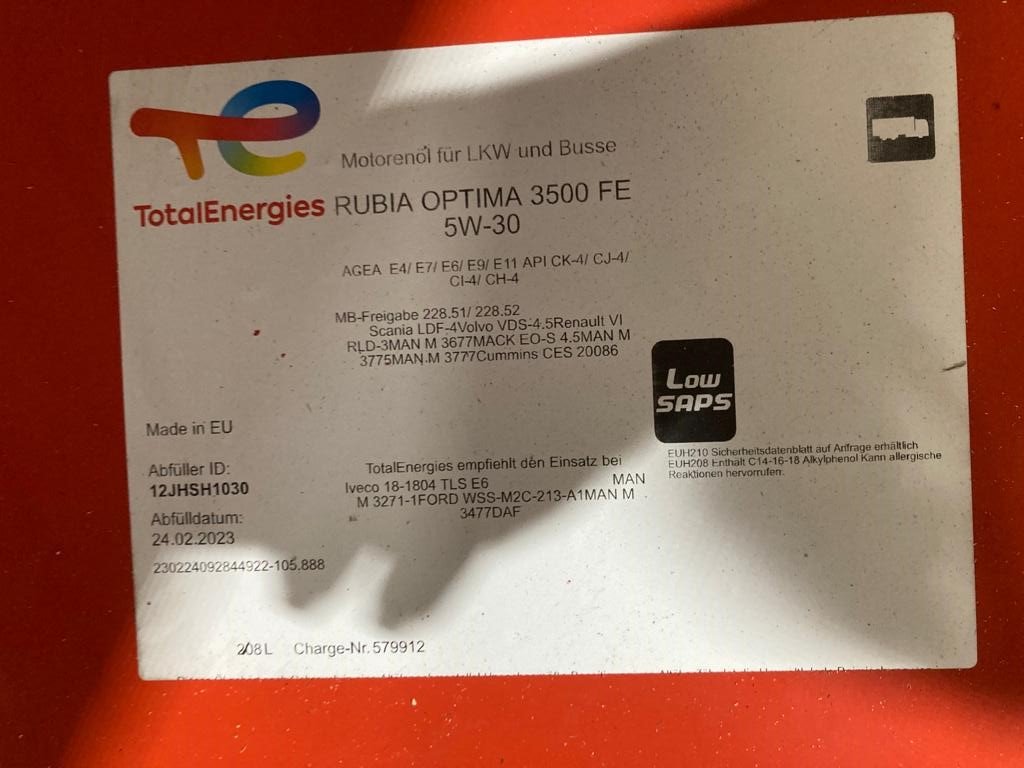 TotalEnergies
Motorenöl für LKW und Busse
RUBIA OPTIMA 3500 FE
5W-30
AGEA E4/ E7/ E6/ E9/ E11 API CK-4/ CJ-4/
CI-4/ CH-4
MB-Freigabe 228.51/ 228.52
Scania LDF-4Volvo VDS-4.5Renault VI
RLD-3MAN M 3677MACK EO-S 4.5MAN M
3775MAN M 3777Cummins CES 20086
Low
SAPS
Made in EU
EUH210 Sicherheitsdatenblatt auf Anfrage erhältlich
EUH208 Enthält C14-16-18 Alkylphenol Kann allergische
Reaktionen hervorrufen.
Abfüller ID:
12JHSH1030
Abfülldatum:
24.02.2023
230224092844922-105.888
TotalEnergies empfiehlt den Einsatz bei
Iveco 18-1804 TLS E6 MAN
M 3271-1FORD WSS-M2C-213-A1MAN M
3477DAF
208L Charge-Nr. 579912